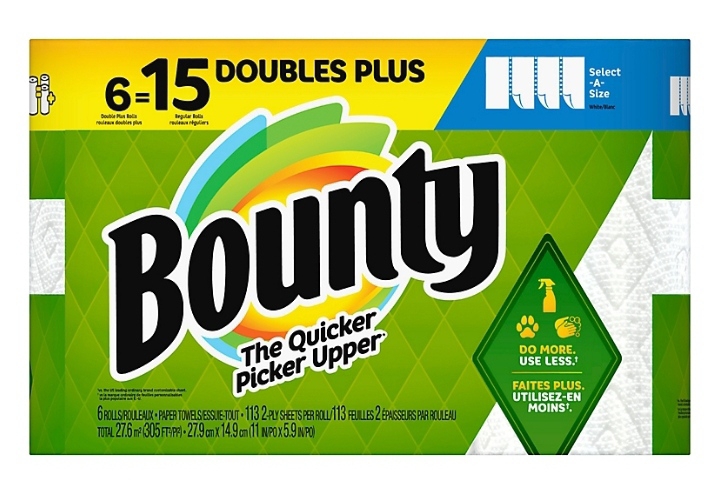 6=15 DOUBLES PLUS
Double Plus Rolls
rouleaux doubles plus
Regular Rolls
rouleaux réguliers
Select
-A-
Size
White/Blanc
Bounty
The Quicker
Picker Upper*
DO MORE.
USE LESS.†
FAITES PLUS.
UTILISEZ-EN
MOINS†.
6 ROLLS/ROULEAUX • PAPER TOWELS/ESSUIE-TOUT • 113 2-PLY SHEETS PER ROLL/113 FEUILLES 2 ÉPAISSEURS PAR ROULEAU
TOTAL 27.6 m² (305 FT²/PI²) • 27.9 cm x 14.9 cm (11 IN/PO X 5.9 IN/PO)